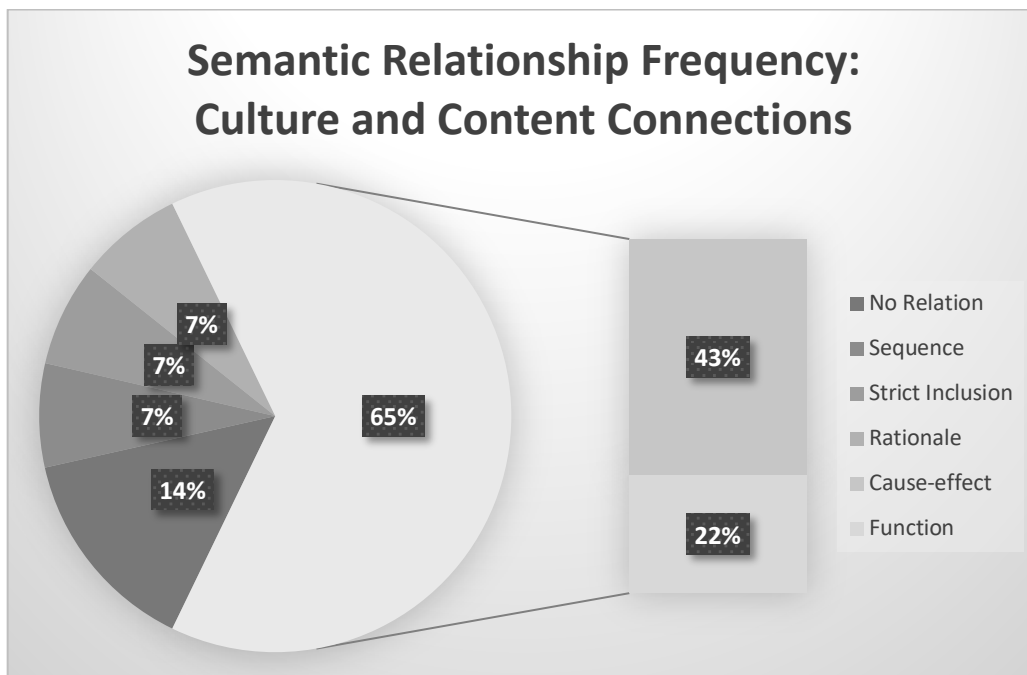 Semantic Relationship Frequency:
Culture and Content Connections
7%
7%
7%
14%
65%
43%
22%
No Relation
Sequence
Strict Inclusion
Rationale
Cause-effect
Function